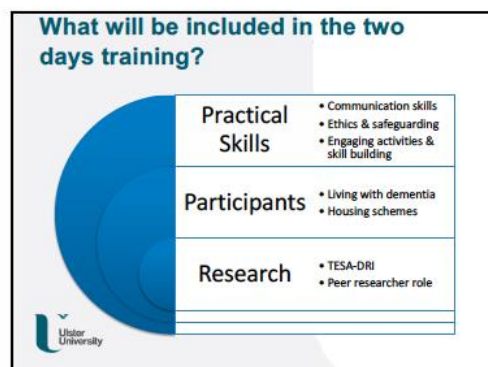 What will be included in the two
days training?
Practical
Skills
• Communication skills
• Ethics & safeguarding
• Engaging activities &
skill building
Participants
• Living with dementia
• Housing schemes
Research
• TESA-DRI
• Peer researcher role
Ulster
University